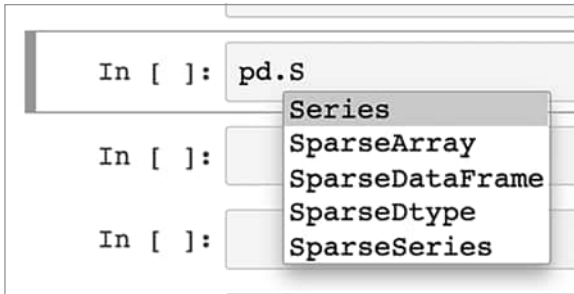 In [ ]: pd.S
Series
SparseArray
In [ ]:
SparseDataFrame
SparseDtype
In [ ]:
SparseSeries